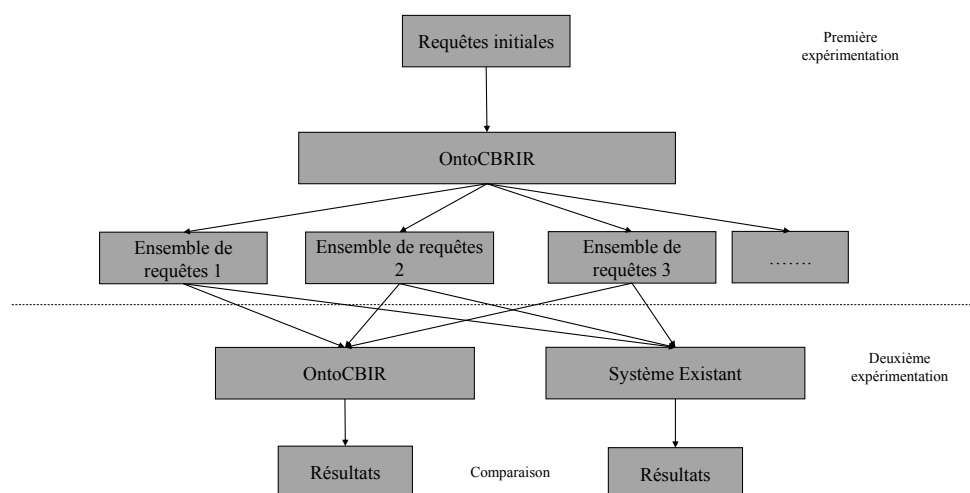 Requêtes initiales
Première
expérimentation
OntoCBRIR
Ensemble de
requêtes 1
Ensemble de requêtes
2
Ensemble de
requêtes 3
…….
OntoCBIR
Système Existant
Deuxième
expérimentation
Résultats
Comparaison
Résultats